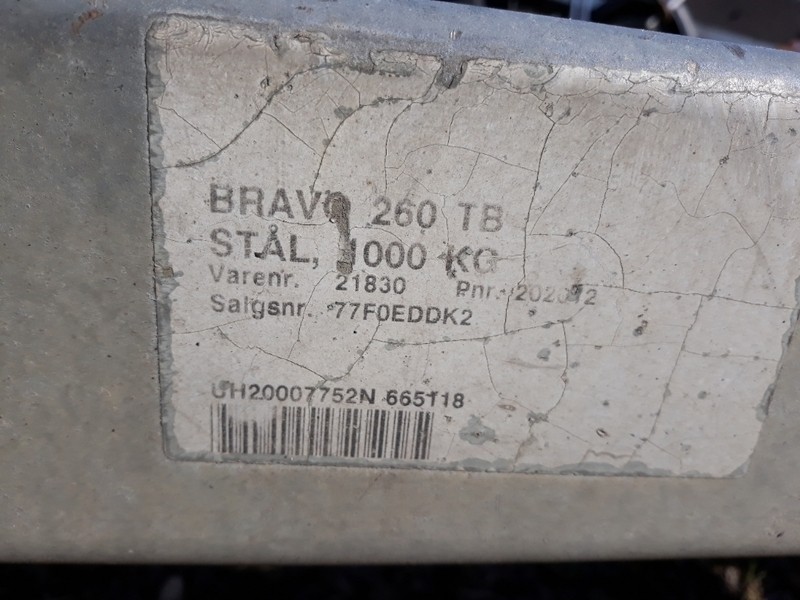 BRAVO 260 TB
STÅL, 1000 KG
Varenr. 21830 Pnr. 202012
Salgsnr. 77F0EDDK2
UH20007752N 665118